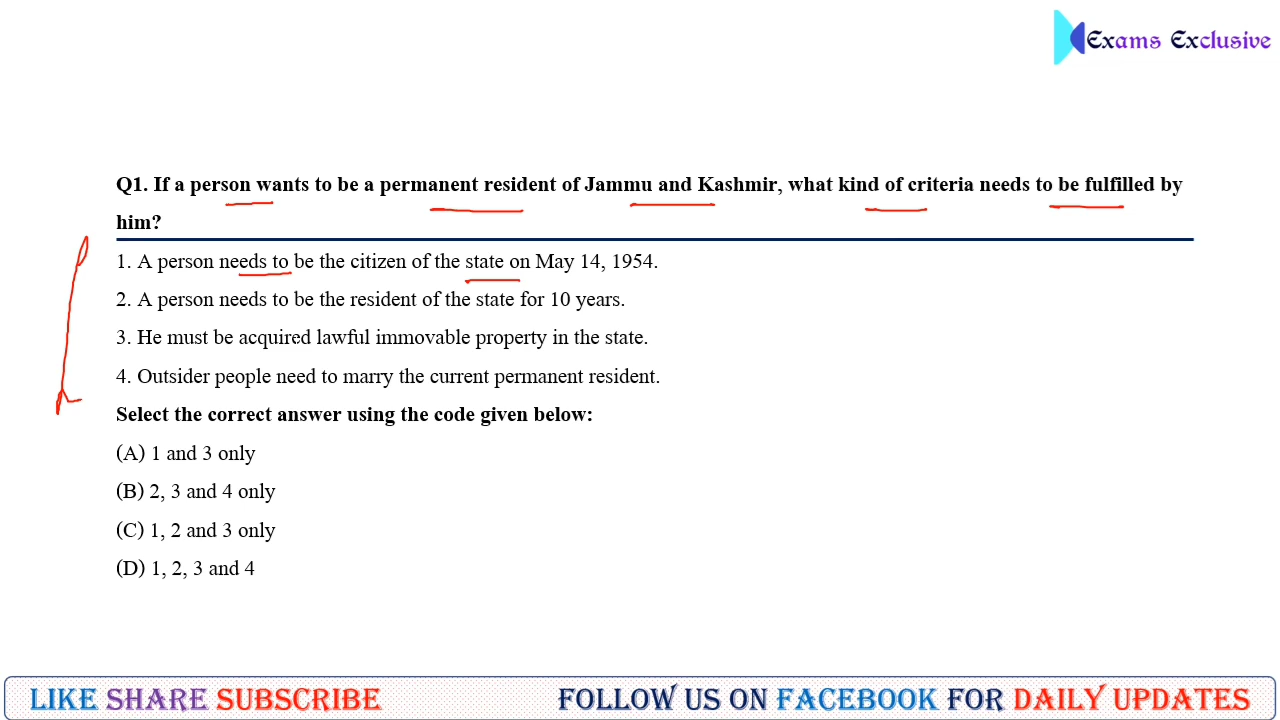 Exams Exclusive
Q1. If a person wants to be a permanent resident of Jammu and Kashmir, what kind of criteria needs to be fulfilled by
him?
1. A person needs to be the citizen of the state on May 14, 1954.
2. A person needs to be the resident of the state for 10 years.
3. He must be acquired lawful immovable property in the state.
4. Outsider people need to marry the current permanent resident.
Select the correct answer using the code given below:
(A) 1 and 3 only
(B) 2, 3 and 4 only
(C) 1, 2 and 3 only
(D) 1, 2, 3 and 4
LIKE SHARE SUBSCRIBE FOLLOW US ON FACEBOOK FOR DAILY UPDATES